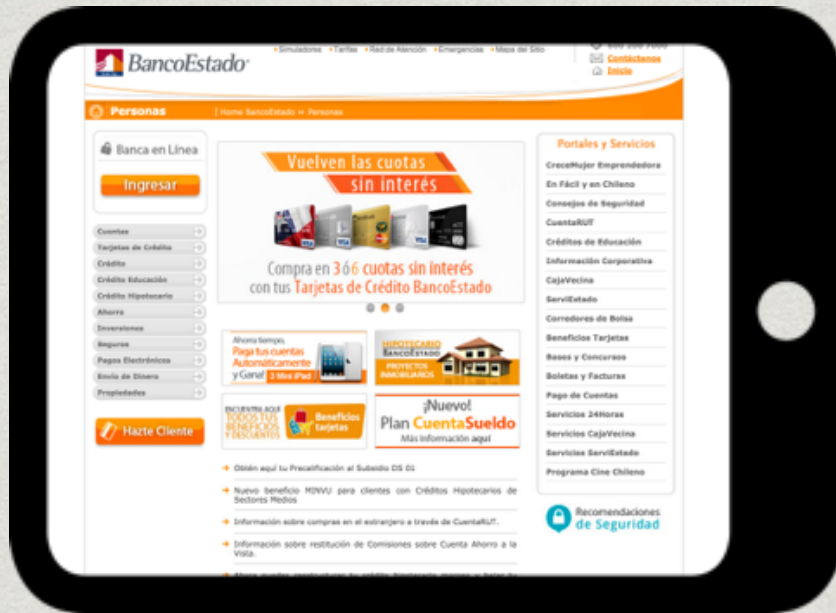 BancoEstado
Simuladores Tarifas Red de Atención Emergencias Mapa del Sitio
600 200 7000
Contáctenos
Inicio
Personas
Home BancoEstado » Personas
Banca en Línea
Ingresar
Cuentas
Tarjetas de Crédito
Crédito
Crédito Educación
Crédito Hipotecario
Ahorro
Inversiones
Seguros
Pagos Electrónicos
Envío de Dinero
Propiedades
Hazte Cliente
Vuelven las cuotas
sin interés
VISA
VISA
VISA
Compra en 3 ó 6 cuotas sin interés
con tus Tarjetas de Crédito BancoEstado
Ahorra tiempo,
Paga tus cuentas
Automáticamente
y Gana! 3 Mini iPad
HIPOTECARIO
BANCOESTADO
PROYECTOS
INMOBILIARIOS
ENCUENTRA AQUÍ
TODOS TUS
BENEFICIOS
Y DESCUENTOS
Beneficios
tarjetas
¡Nuevo!
Plan CuentaSueldo
Más información aquí
Obtén aquí tu Precalificación al Subsidio DS 01
Nuevo beneficio MINVU para clientes con Créditos Hipotecarios de
Sectores Medios
Información sobre compras en el extranjero a través de CuentaRUT.
Información sobre restitución de Comisiones sobre Cuenta Ahorro a la
Vista.
Portales y Servicios
CreceMujer Emprendedora
En Fácil y en Chileno
Consejos de Seguridad
CuentaRUT
Créditos de Educación
Información Corporativa
CajaVecina
ServiEstado
Corredores de Bolsa
Beneficios Tarjetas
Bases y Concursos
Boletas y Facturas
Pago de Cuentas
Servicios 24Horas
Servicios CajaVecina
Servicios ServiEstado
Programa Cine Chileno
Recomendaciones
de Seguridad